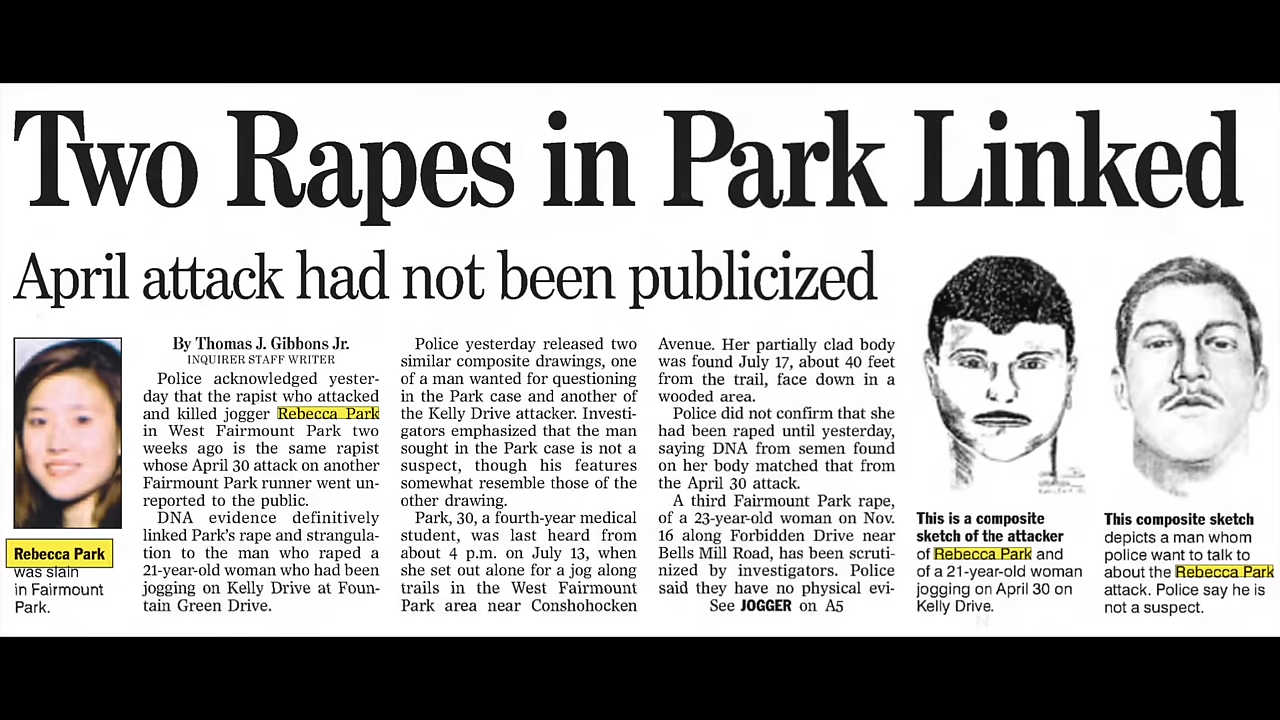 Two Rapes in Park Linked
April attack had not been publicized
Rebecca Park
was slain
in Fairmount
Park.
By Thomas J. Gibbons Jr.
INQUIRER STAFF WRITER
Police acknowledged yester-
day that the rapist who attacked
and killed jogger Rebecca Park
in West Fairmount Park two
weeks ago is the same rapist
whose April 30 attack on another
Fairmount Park runner went un-
reported to the public.
DNA evidence definitively
linked Park's rape and strangula-
tion to the man who raped a
21-year-old woman who had been
jogging on Kelly Drive at Foun-
tain Green Drive.
Police yesterday released two
similar composite drawings, one
of a man wanted for questioning
in the Park case and another of
the Kelly Drive attacker. Investi-
gators emphasized that the man
sought in the Park case is not a
suspect, though his features
somewhat resemble those of the
other drawing.
Park, 30, a fourth-year medical
student, was last heard from
about 4 p.m. on July 13, when
she set out alone for a jog along
trails in the West Fairmount
Park area near Conshohocken
Avenue. Her partially clad body
was found July 17, about 40 feet
from the trail, face down in a
wooded area.
Police did not confirm that she
had been raped until yesterday,
saying DNA from semen found
on her body matched that from
the April 30 attack.
A third Fairmount Park rape,
of a 23-year-old woman on Nov.
16 along Forbidden Drive near
Bells Mill Road, has been scruti-
nized by investigators. Police
said they have no physical evi-
See JOGGER on A5
This is a composite
sketch of the attacker
of Rebecca Park and
of a 21-year-old woman
jogging on April 30 on
Kelly Drive.
This composite sketch
depicts a man whom
police want to talk to
about the Rebecca Park
attack. Police say he is
not a suspect.